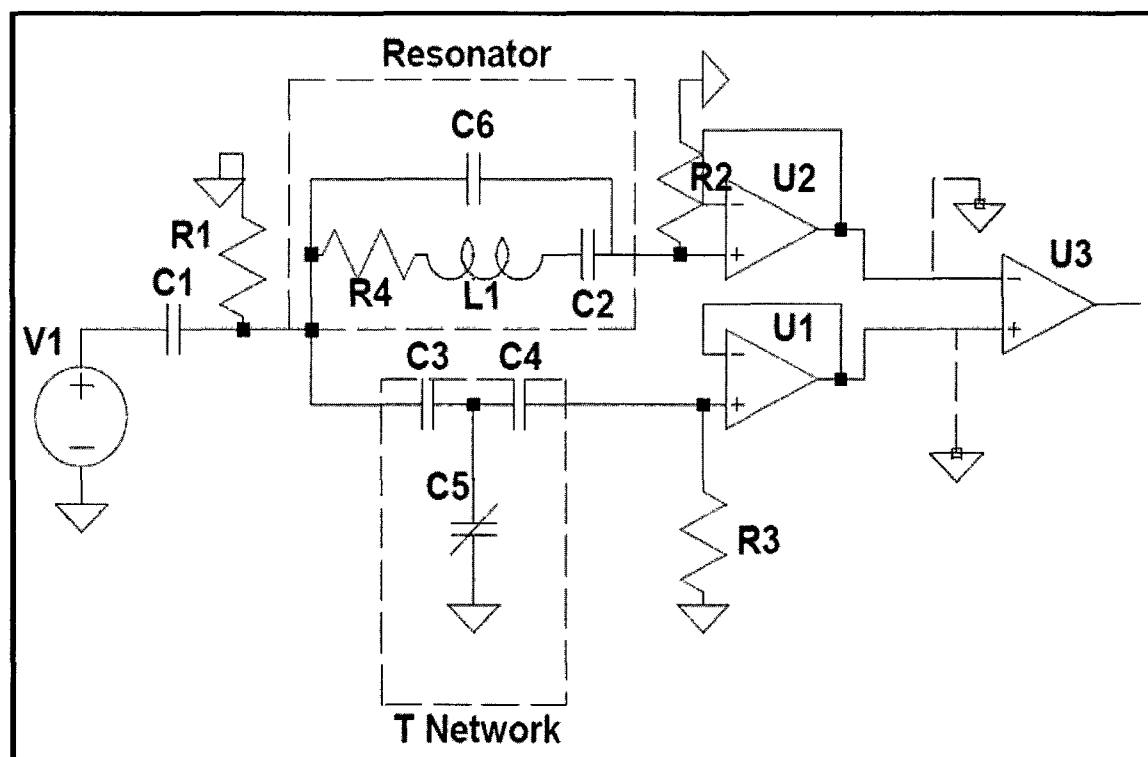 Resonator
C6
R2
U2
R1
R4
L1
C2
U3
C1
V1
C3
C4
U1
C5
R3
T Network